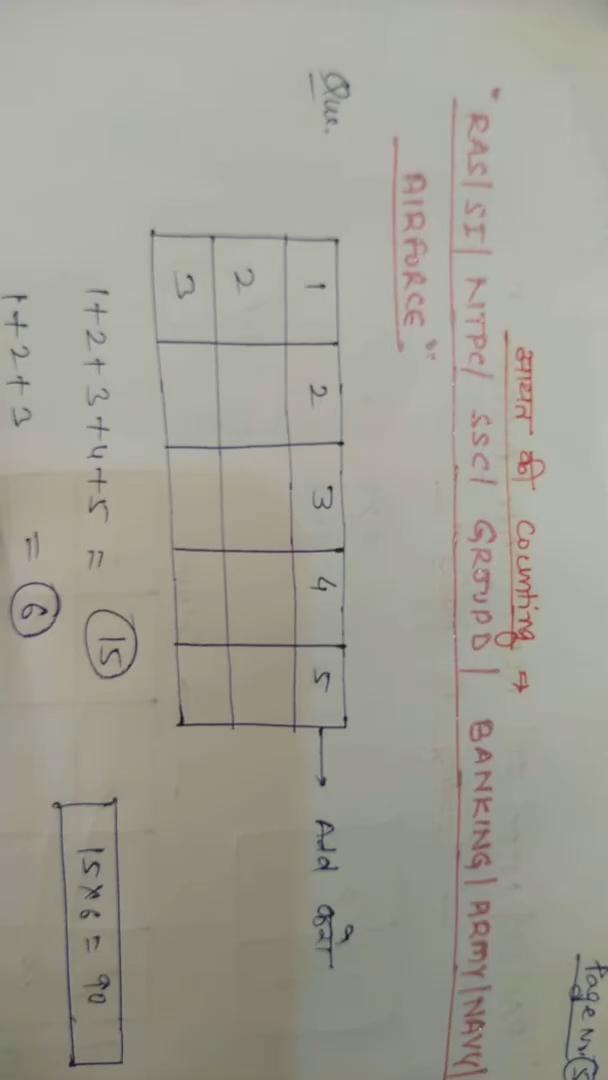 Page No. 5
आयत की Counting ⇒
"RAS/ SI/ NTPC/ SSC/ GROUP D/ BANKING/ ARMY/NAVY/
AIRFORCE"
Que.
1 2 3 4 5 → Add करो
2
3
1+2+3+4+5 = 15
1+2+3 = 6
15×6 = 90